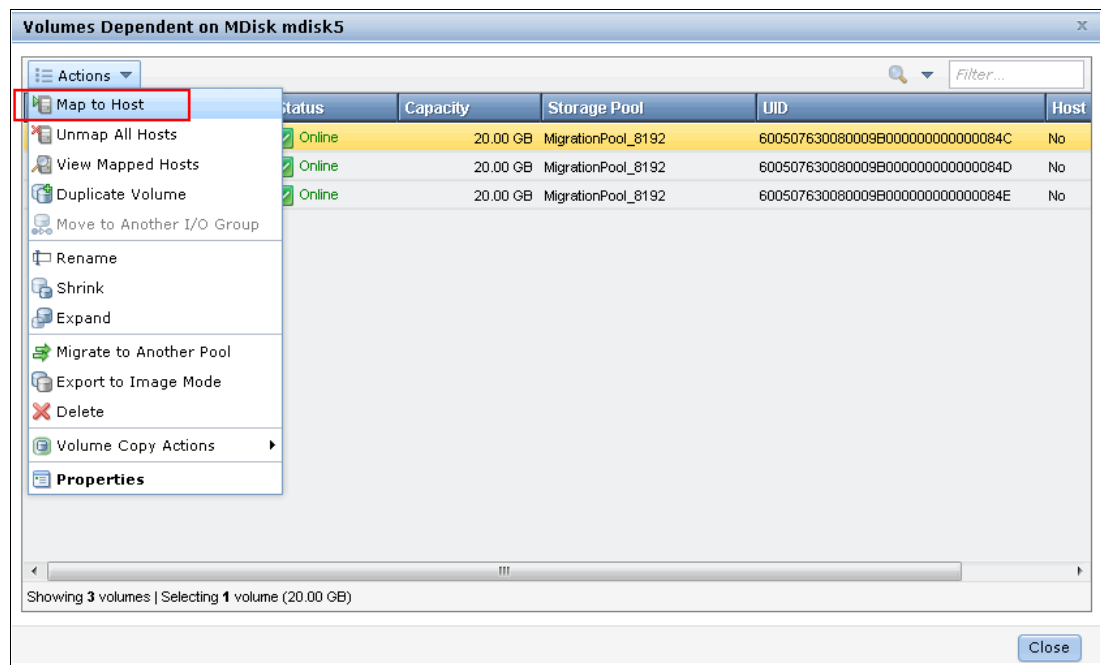 Volumes Dependent on MDisk mdisk5 x
Actions Filter...
Map to Host Status Capacity Storage Pool UID Host
Unmap All Hosts Online 20.00 GB MigrationPool_8192 600507630080009B000000000000084C No
View Mapped Hosts Online 20.00 GB MigrationPool_8192 600507630080009B000000000000084D No
Duplicate Volume Online 20.00 GB MigrationPool_8192 600507630080009B000000000000084E No
Move to Another I/O Group
Rename
Shrink
Expand
Migrate to Another Pool
Export to Image Mode
Delete
Volume Copy Actions
Properties
Showing 3 volumes | Selecting 1 volume (20.00 GB)
Close